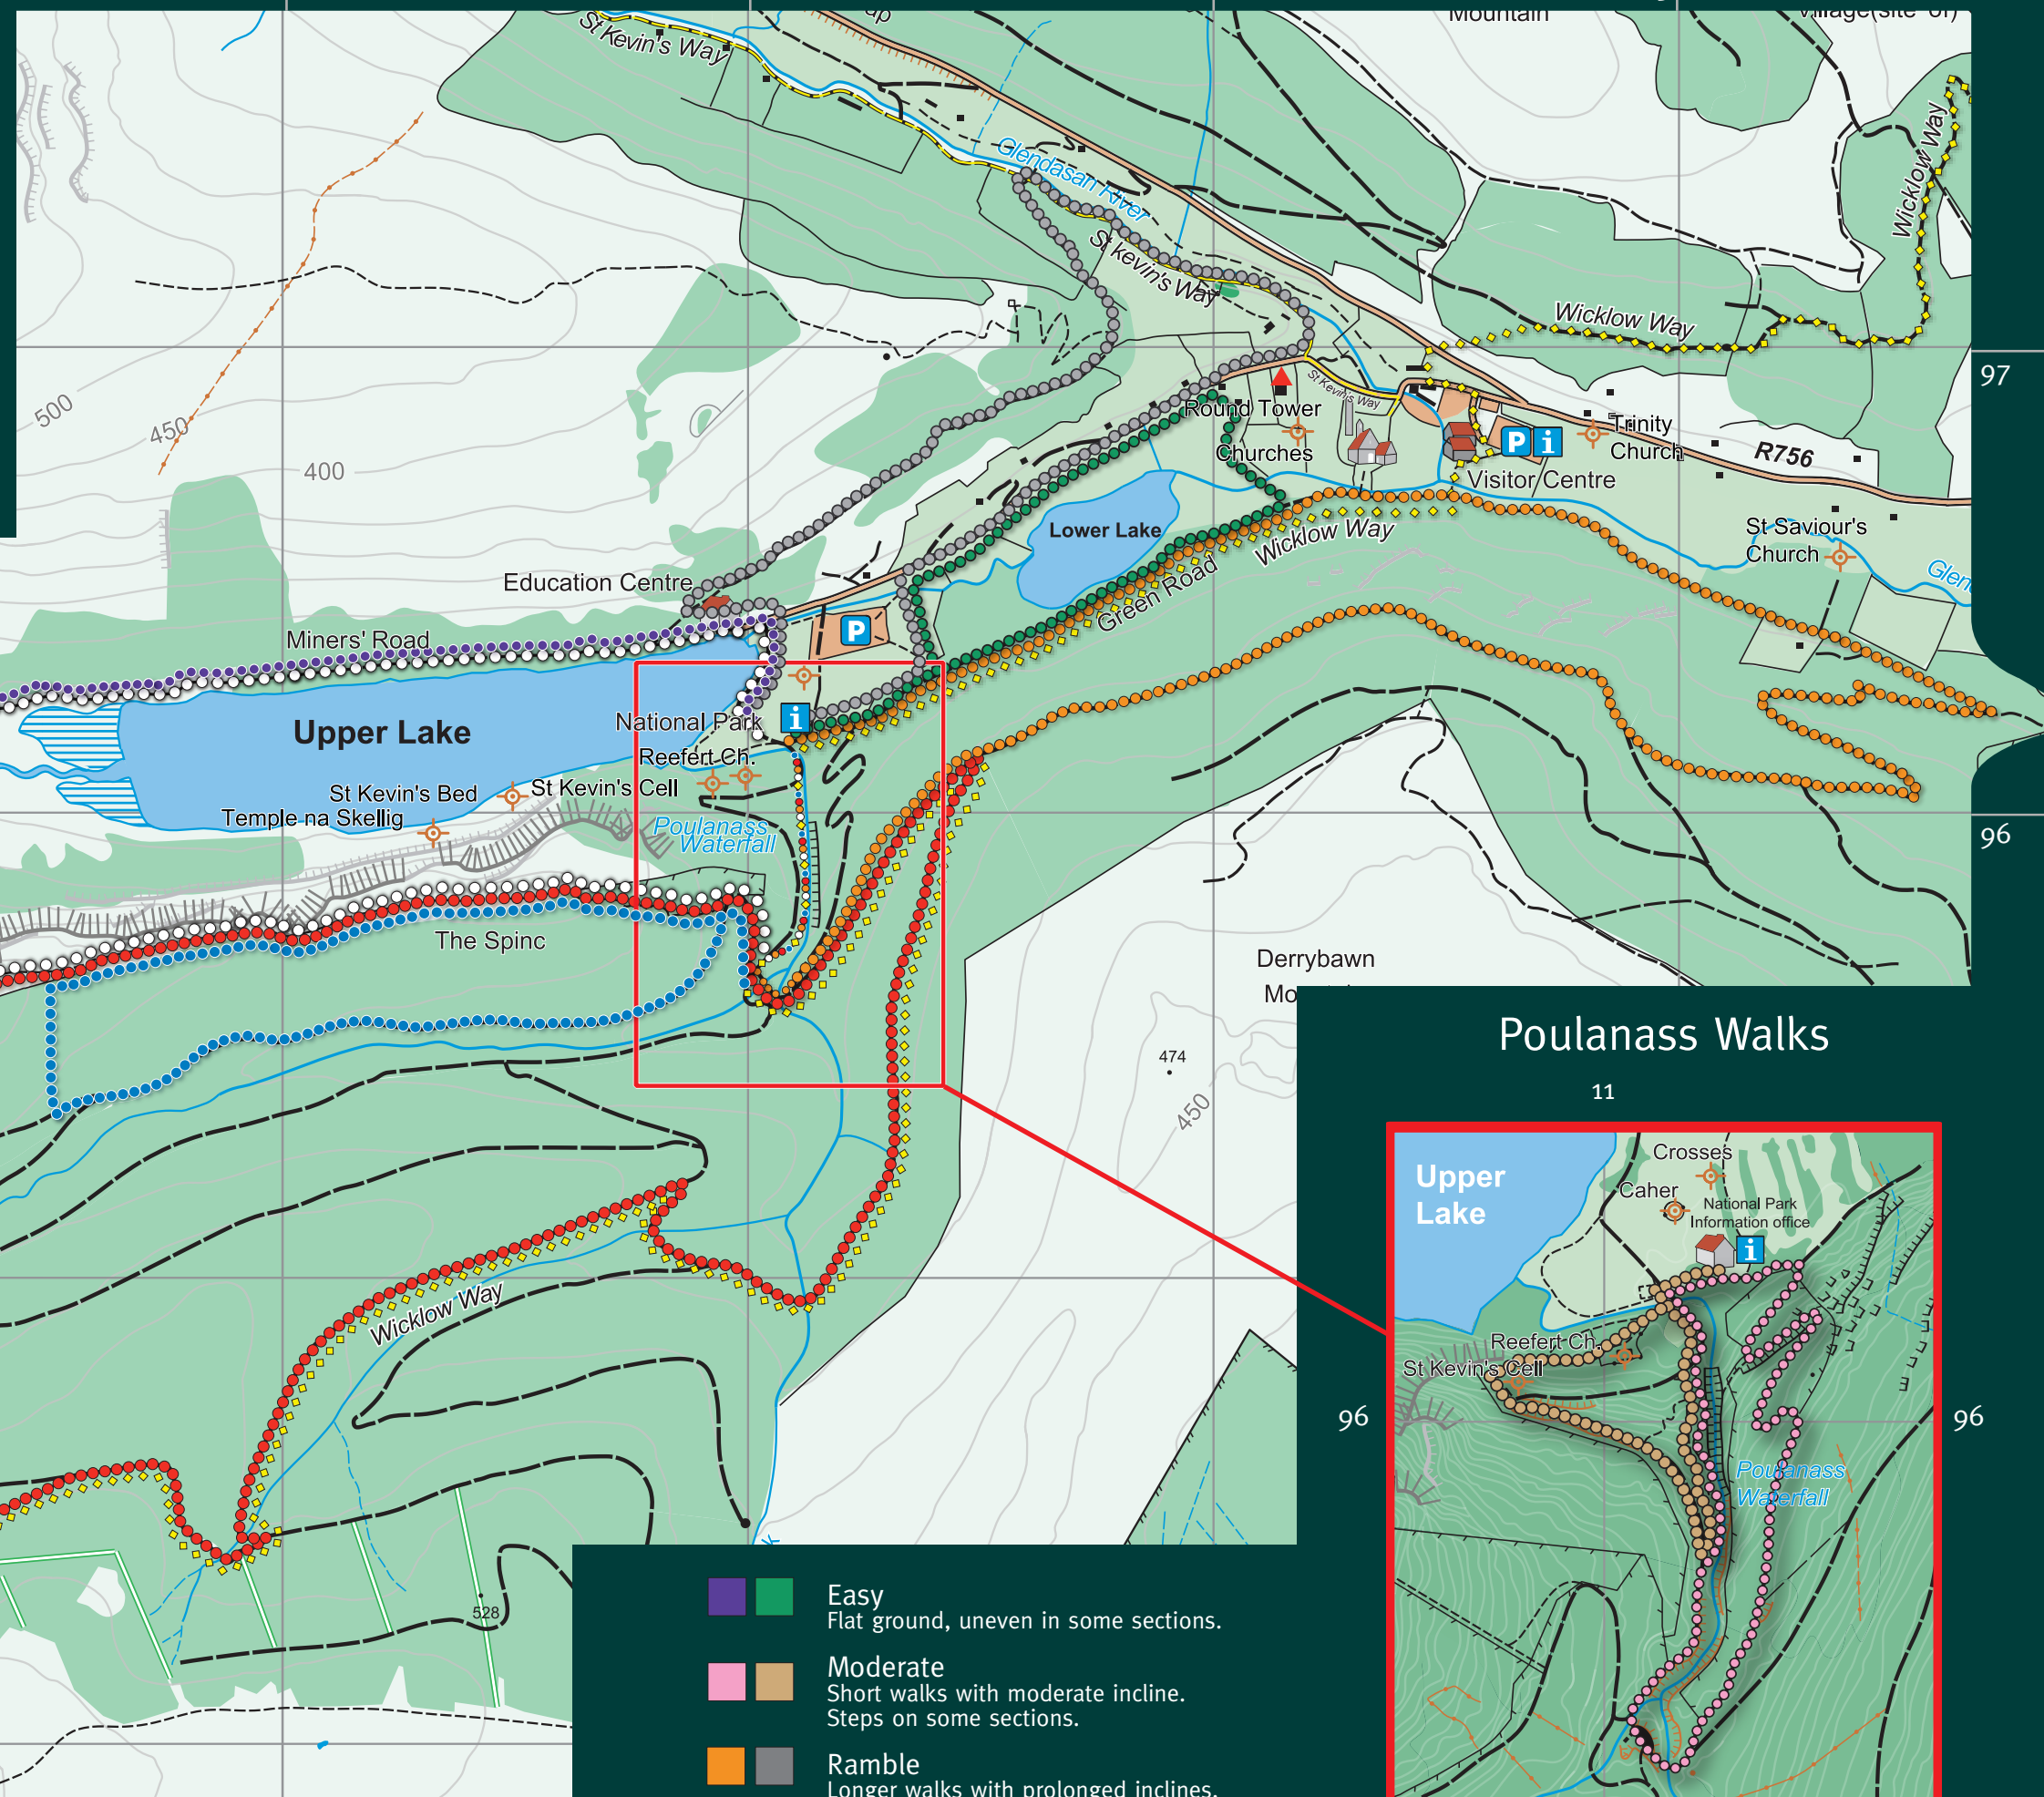 Mountain
St Kevin's Way
Glendasan River
St kevin's Way
Wicklow Way
Wicklow Way
97
500
450
400
St Kevin's Way
Round Tower
Churches
P i
Trinity
Church
R756
Visitor Centre
Lower Lake
Wicklow Way
St Saviour's
Church
Education Centre
Green Road
Miners' Road
P
Upper Lake
National Park
i
Reefert Ch.
St Kevin's Bed
St Kevin's Cell
Temple na Skellig
Poulanass
Waterfall
96
The Spinc
Derrybawn
474
450
Wicklow Way
528
Poulanass Walks
11
Upper
Lake
Crosses
Caher
National Park
Information office
i
Reefert Ch.
St Kevin's Cell
96
96
Poulanass
Waterfall
Easy
Flat ground, uneven in some sections.
Moderate
Short walks with moderate incline.
Steps on some sections.
Ramble
Longer walks with prolonged inclines.